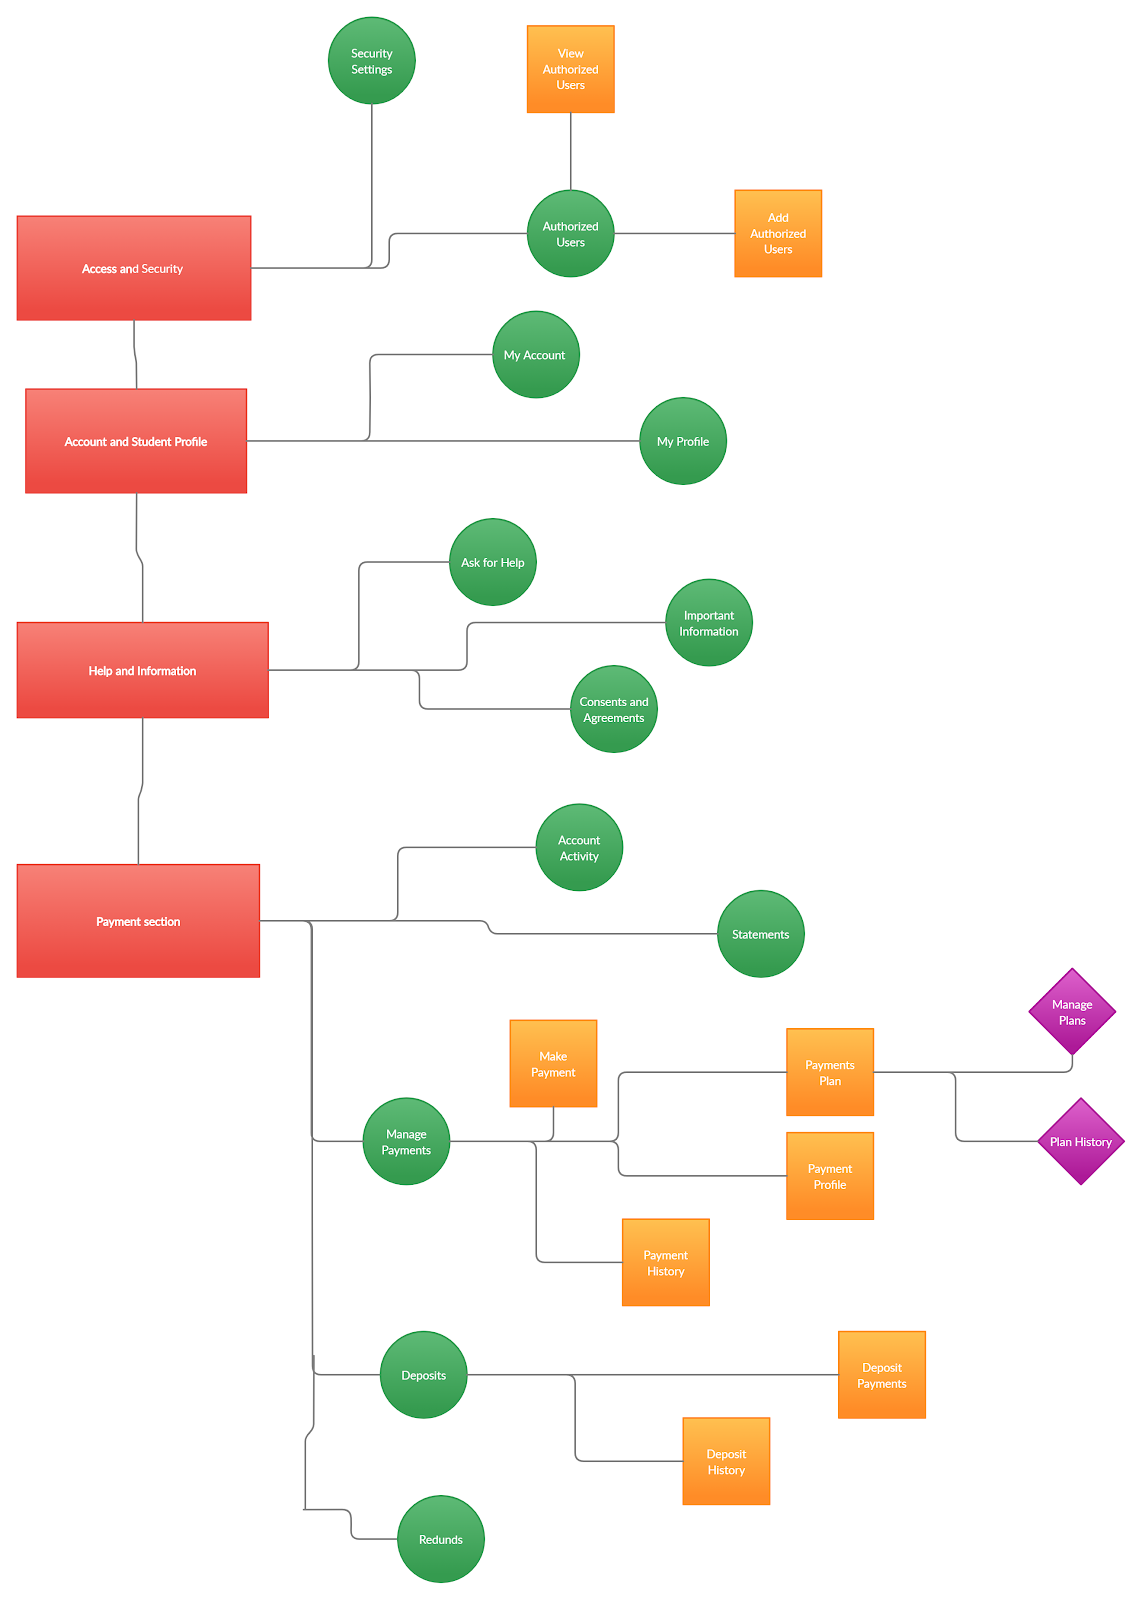 Security
Settings
View
Authorized
Users
Authorized
Users
Add
Authorized
Users
Access and Security
My Account
Account and Student Profile
My Profile
Ask for Help
Important
Information
Help and Information
Consents and
Agreements
Account
Activity
Payment section
Statements
Manage
Plans
Make
Payment
Payments
Plan
Manage
Payments
Plan History
Payment
Profile
Payment
History
Deposits
Deposit
Payments
Deposit
History
Redunds